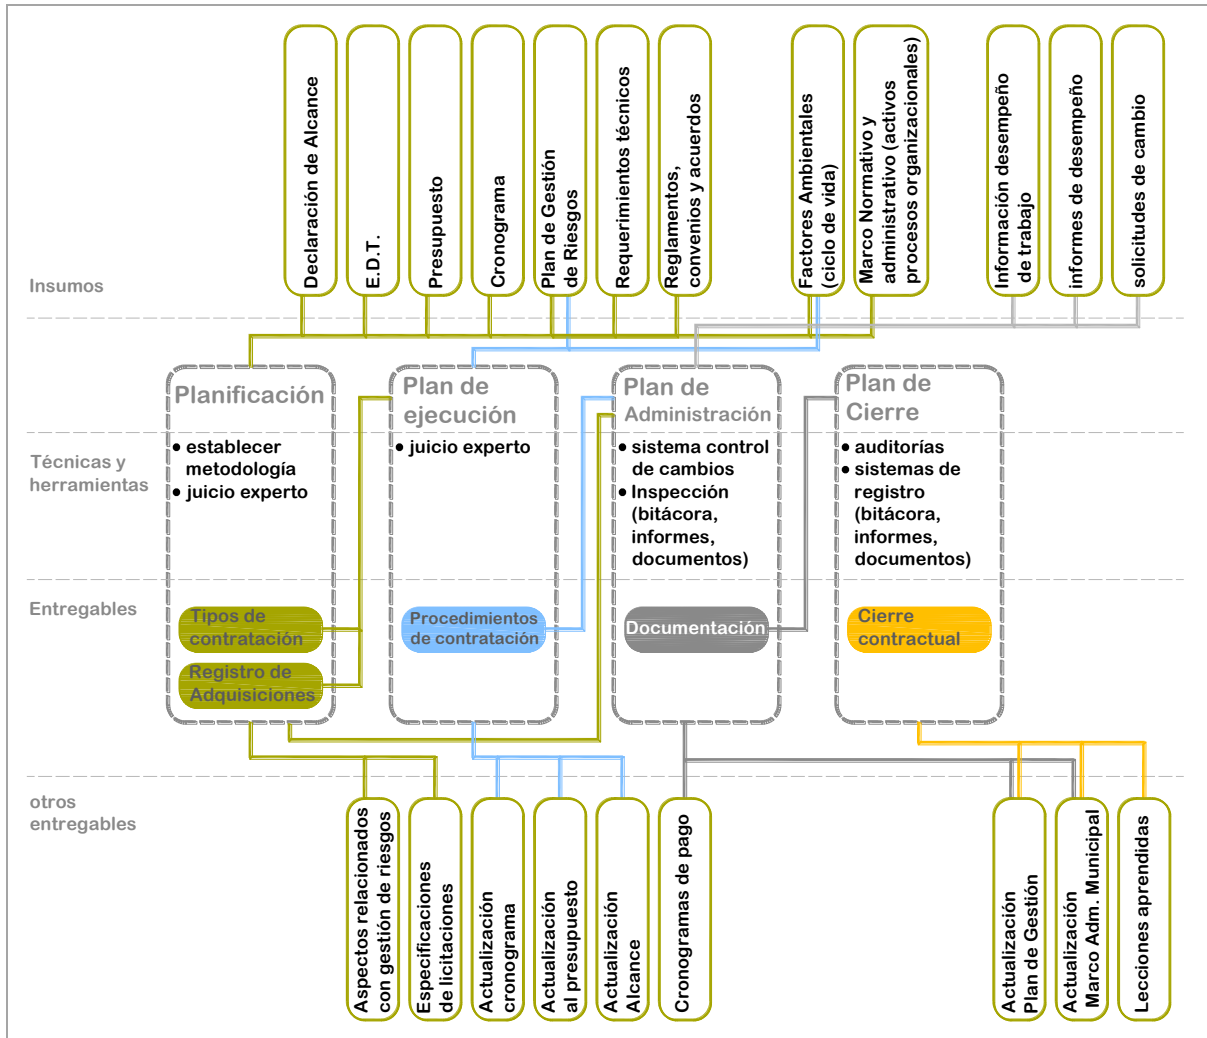 Declaración de Alcance
E.D.T.
Presupuesto
Cronograma
Plan de Gestión
de Riesgos
Requerimientos técnicos
Reglamentos,
convenios y acuerdos
Factores Ambientales
(ciclo de vida)
Marco Normativo y
administrativo (activos
procesos organizacionales)
Información desempeño
de trabajo
informes de desempeño
solicitudes de cambio
Insumos
Planificación
Plan de
ejecución
Plan de
Administración
Plan de
Cierre
Técnicas y
herramientas
• establecer
metodología
• juicio experto
• juicio experto
• sistema control
de cambios
• Inspección
(bitácora,
informes,
documentos)
• auditorías
• sistemas de
registro
(bitácora,
informes,
documentos)
Entregables
Tipos de
contratación
Registro de
Adquisiciones
Procedimientos
de contratación
Documentación
Cierre
contractual
otros
entregables
Aspectos relacionados
con gestión de riesgos
Especificaciones
de licitaciones
Actualización
cronograma
Actualización
al presupuesto
Actualización
Alcance
Cronogramas de pago
Actualización
Plan de Gestión
Actualización
Marco Adm. Municipal
Lecciones aprendidas